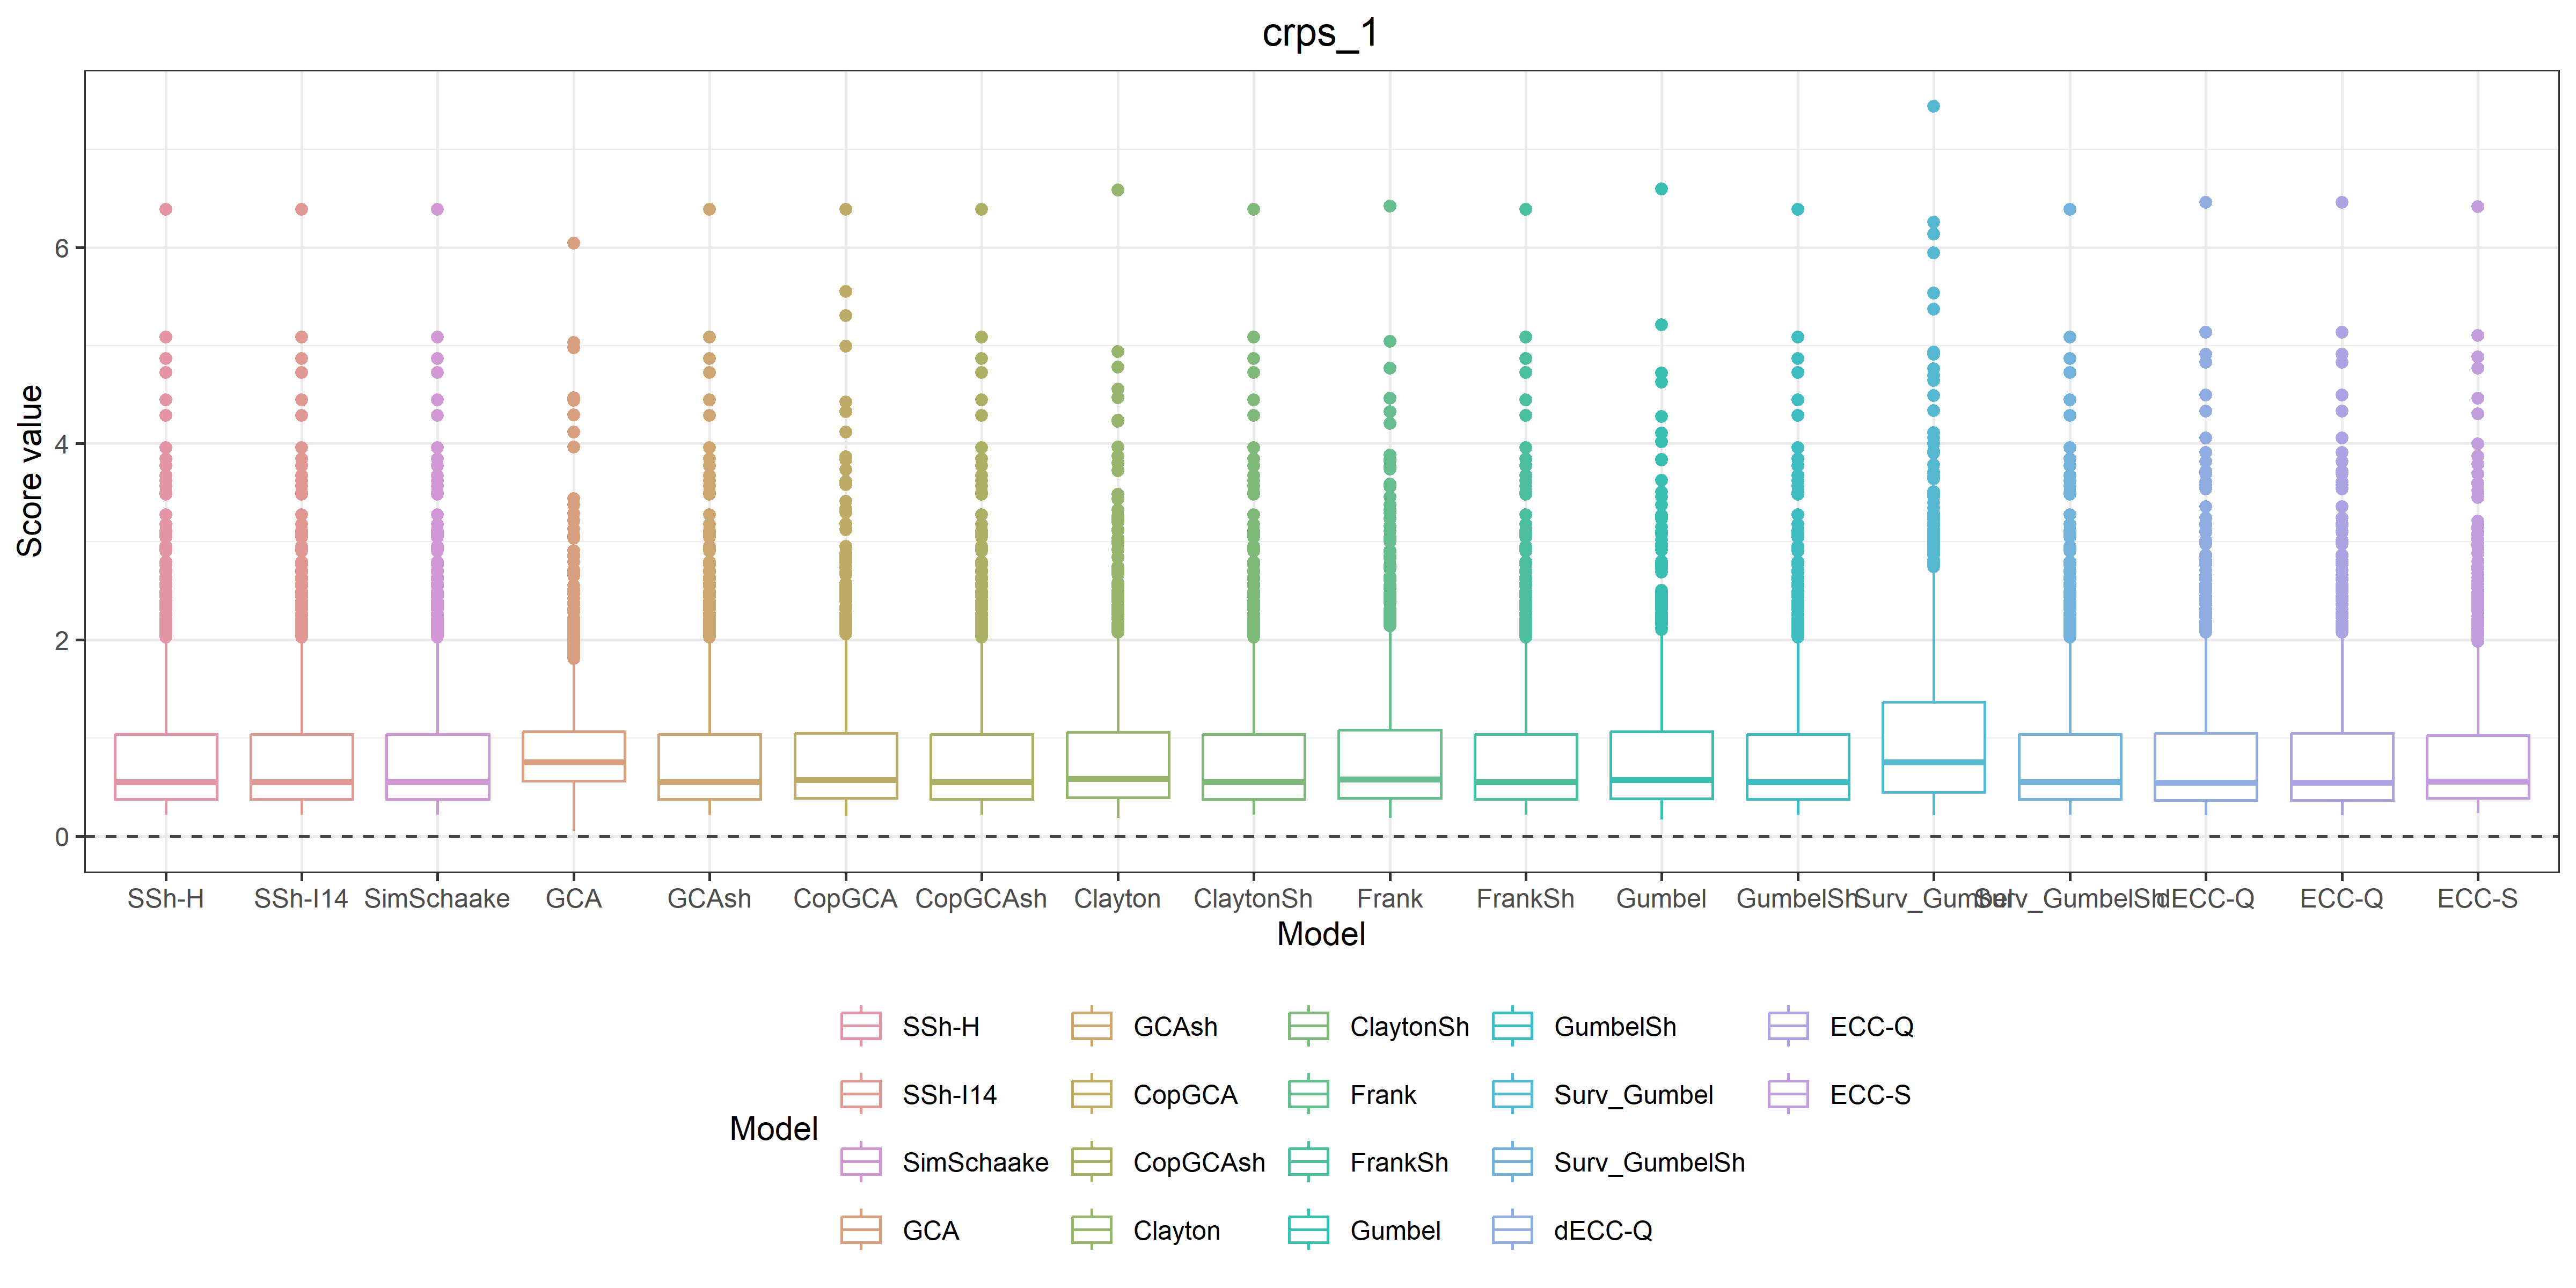 crps_1
Score value
6
4
2
0
SSh-H SSh-I14 SimSchaake GCA GCAsh CopGCA CopGCAsh Clayton ClaytonSh Frank FrankSh Gumbel GumbelSh Surv_Gumbel Surv_GumbelSh dECC-Q ECC-Q ECC-S
Model
Model
SSh-H GCAsh ClaytonSh GumbelSh ECC-Q
SSh-I14 CopGCA Frank Surv_Gumbel ECC-S
SimSchaake CopGCAsh FrankSh Surv_GumbelSh
GCA Clayton Gumbel dECC-Q